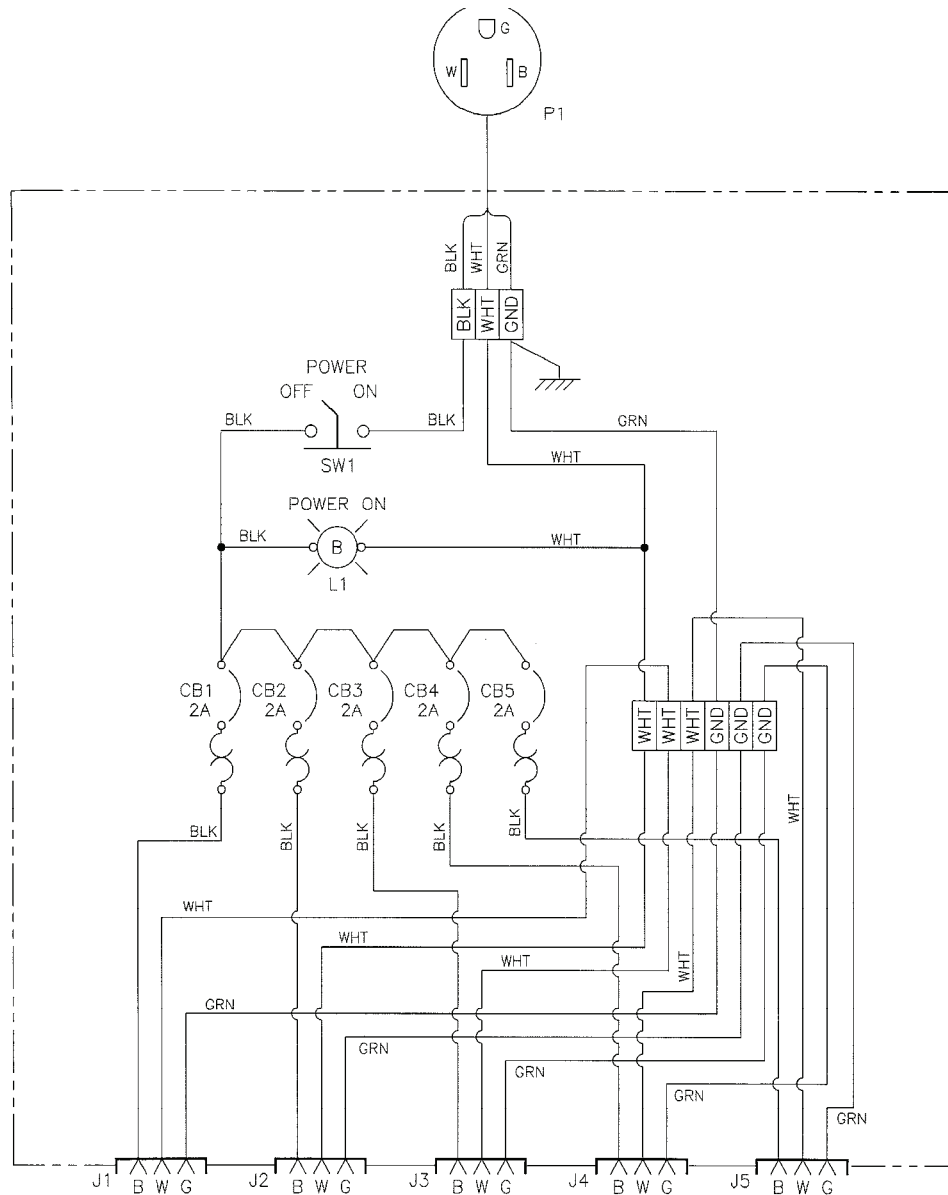 G
W B
P1
BLK WHT GRN
BLK WHT GND
POWER
OFF ON
BLK BLK GRN
SW1
WHT
POWER ON
BLK B WHT
L1
CB1 CB2 CB3 CB4 CB5
2A 2A 2A 2A 2A
WHT WHT WHT GND GND GND
WHT
BLK BLK BLK BLK BLK
WHT
WHT
WHT
WHT
GRN
GRN
GRN
GRN
GRN
J1 B W G J2 B W G J3 B W G J4 B W G J5 B W G